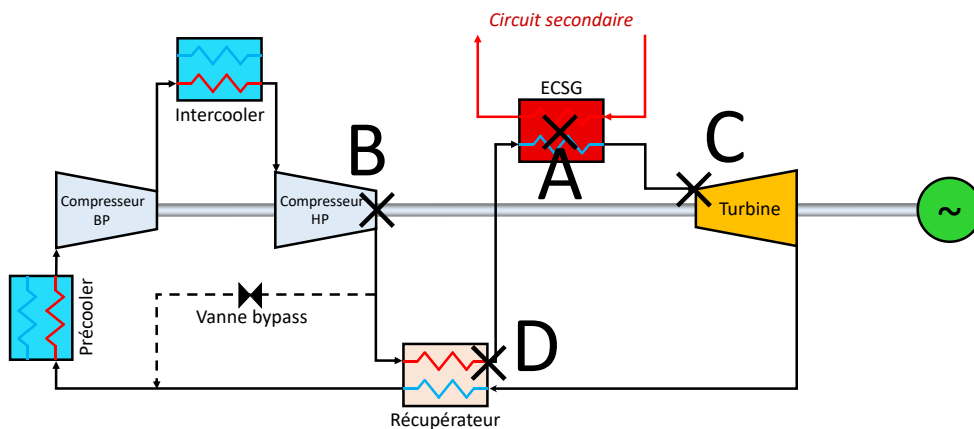 Circuit secondaire
ECSG
Intercooler
B
C
A
Compresseur
BP
Compresseur
HP
Turbine
~
Précooler
Vanne bypass
D
Récupérateur